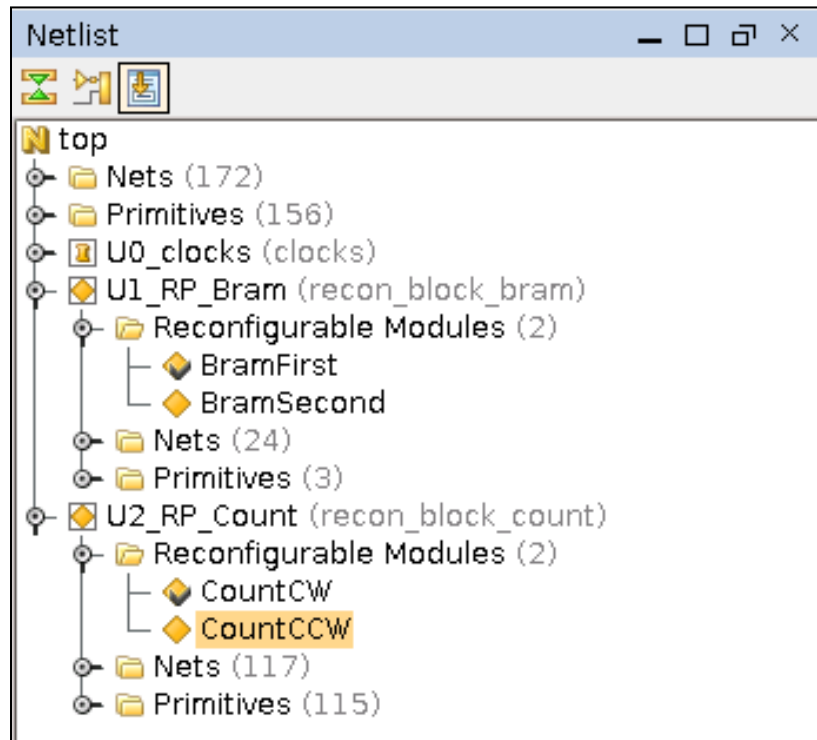 Netlist
top
Nets (172)
Primitives (156)
U0_clocks (clocks)
U1_RP_Bram (recon_block_bram)
Reconfigurable Modules (2)
BramFirst
BramSecond
Nets (24)
Primitives (3)
U2_RP_Count (recon_block_count)
Reconfigurable Modules (2)
CountCW
CountCCW
Nets (117)
Primitives (115)